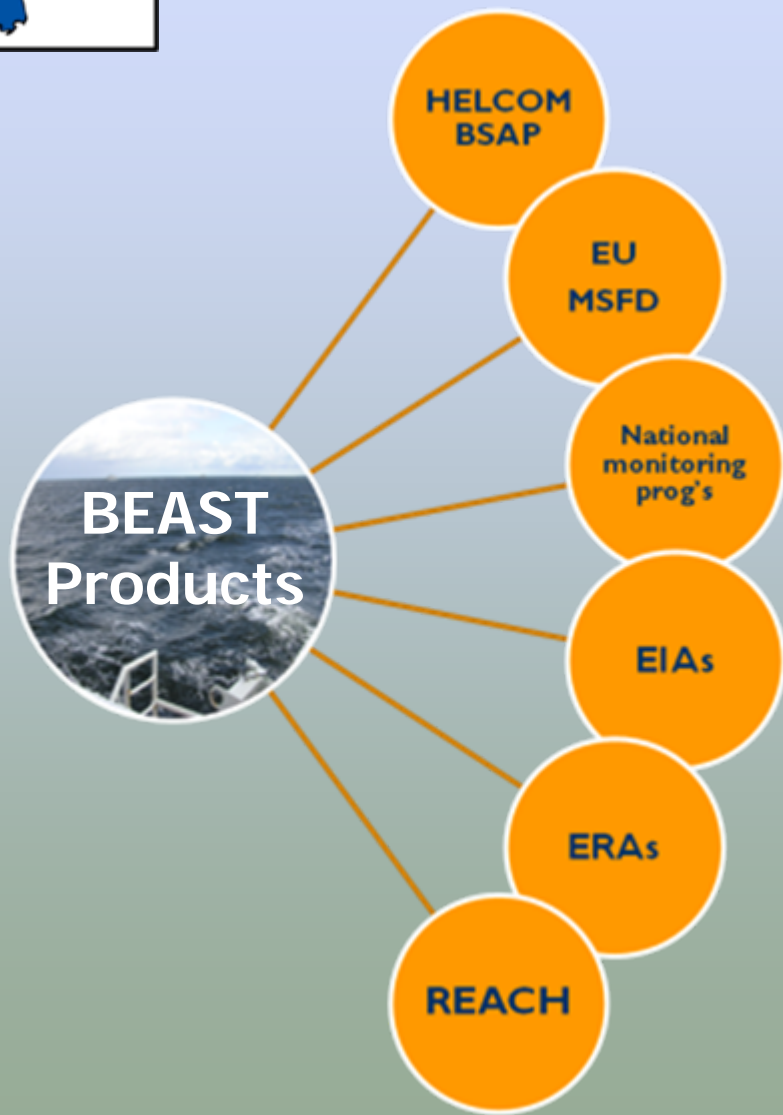 HELCOM
BSAP
EU
MSFD
National
monitoring
prog's
BEAST
Products
EIAs
ERAs
REACH